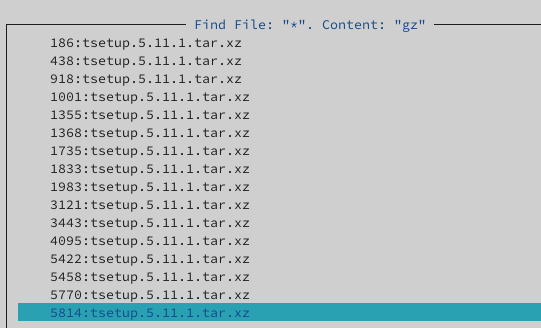 Find File: "*". Content: "gz"
186:tsetup.5.11.1.tar.xz
438:tsetup.5.11.1.tar.xz
918:tsetup.5.11.1.tar.xz
1001:tsetup.5.11.1.tar.xz
1355:tsetup.5.11.1.tar.xz
1368:tsetup.5.11.1.tar.xz
1735:tsetup.5.11.1.tar.xz
1833:tsetup.5.11.1.tar.xz
1983:tsetup.5.11.1.tar.xz
3121:tsetup.5.11.1.tar.xz
3443:tsetup.5.11.1.tar.xz
4095:tsetup.5.11.1.tar.xz
5422:tsetup.5.11.1.tar.xz
5458:tsetup.5.11.1.tar.xz
5770:tsetup.5.11.1.tar.xz
5814:tsetup.5.11.1.tar.xz